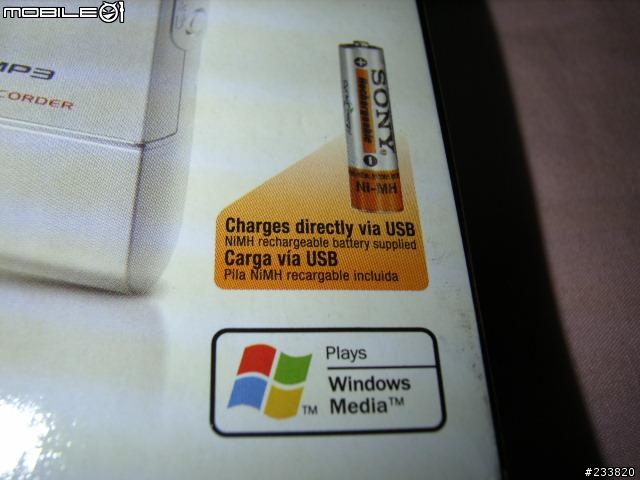 MOBILE01
MP3
CORDER
SONY
Rechargeable
Ni-MH
Charges directly via USB
NiMH rechargeable battery supplied
Carga vía USB
Pila NiMH recargable incluida
Plays
Windows
Media™
TM
#233820